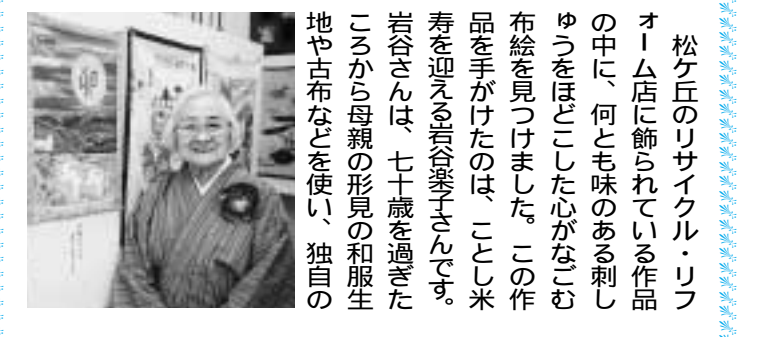 松ケ丘のリサイクル・リフ
ォーム店に飾られている作品
の中に、何とも味のある刺し
ゅうをほどこした心がなごむ
布絵を見つけました。この作
品を手がけたのは、ことし米
寿を迎える岩谷楽子さんです。
岩谷さんは、七十歳を過ぎた
ころから母親の形見の和服生
地や古布などを使い、独自の
卯